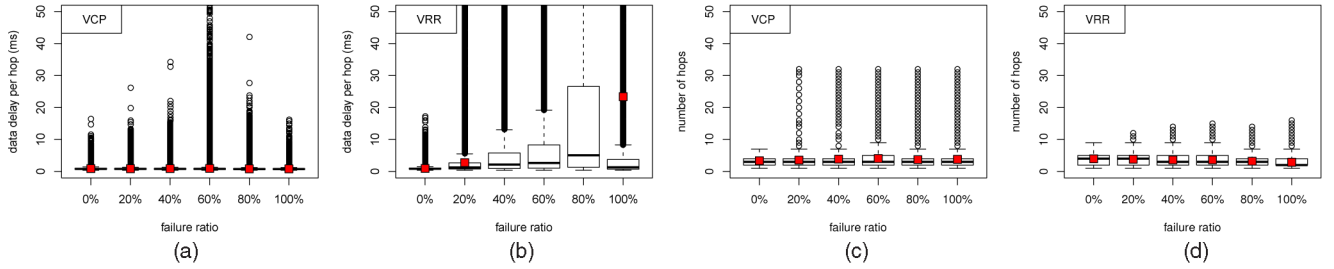 VCP
data delay per hop (ms)
0 10 20 30 40 50
0% 20% 40% 60% 80% 100%
failure ratio
(a)
VRR
data delay per hop (ms)
0 10 20 30 40 50
0% 20% 40% 60% 80% 100%
failure ratio
(b)
VCP
number of hops
0 10 20 30 40 50
0% 20% 40% 60% 80% 100%
failure ratio
(c)
VRR
number of hops
0 10 20 30 40 50
0% 20% 40% 60% 80% 100%
failure ratio
(d)